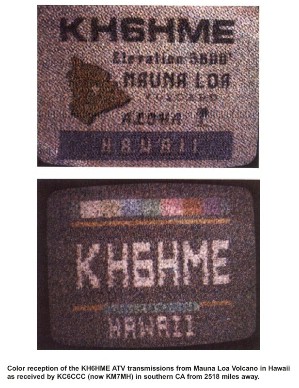 KH6HME
Elevation 5600'
MAUNA LOA
VOLCANO
ALOHA
HAWAII
KH6HME
HAWAII
Color reception of the KH6HME ATV transmissions from Mauna Loa Volcano in Hawaii
as received by KC6CCC (now KM7MH) in southern CA from 2518 miles away.